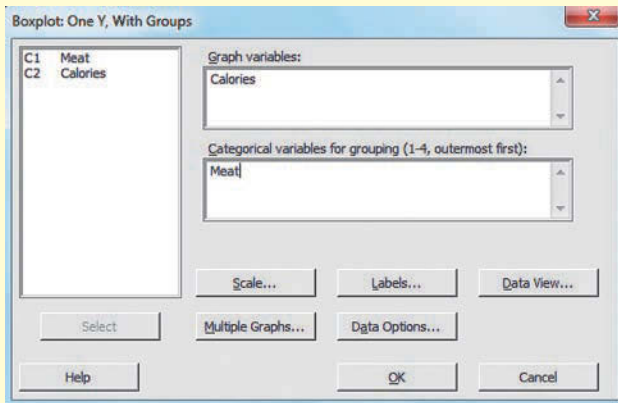 Boxplot: One Y, With Groups
C1 Meat
C2 Calories
Graph variables:
Calories
Categorical variables for grouping (1-4, outermost first):
Meat
Scale... Labels... Data View...
Select Multiple Graphs... Data Options...
Help OK Cancel